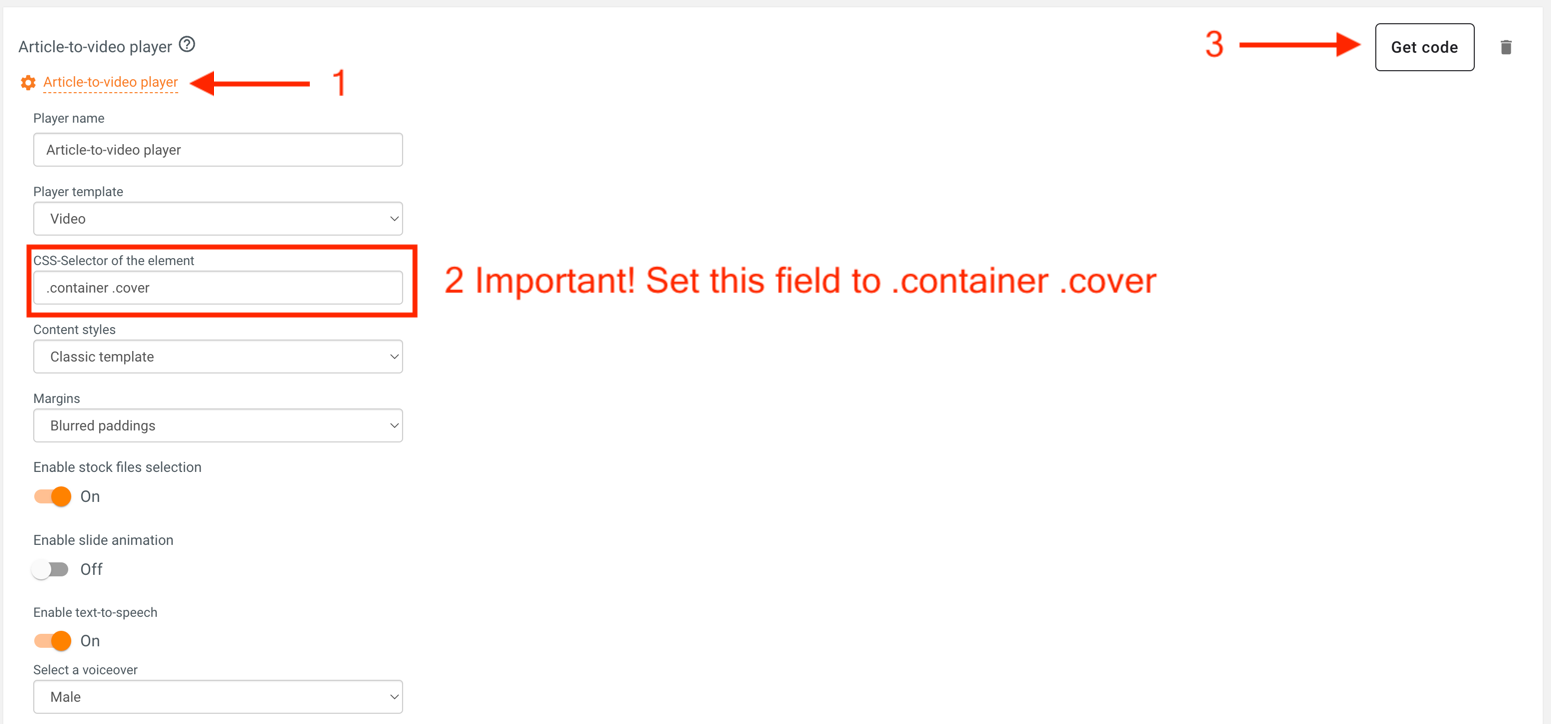 Article-to-video player
3
Get code
Article-to-video player
1
Player name
Article-to-video player
Player template
Video
CSS-Selector of the element
.container .cover
2 Important! Set this field to .container .cover
Content styles
Classic template
Margins
Blurred paddings
Enable stock files selection
On
Enable slide animation
Off
Enable text-to-speech
On
Select a voiceover
Male